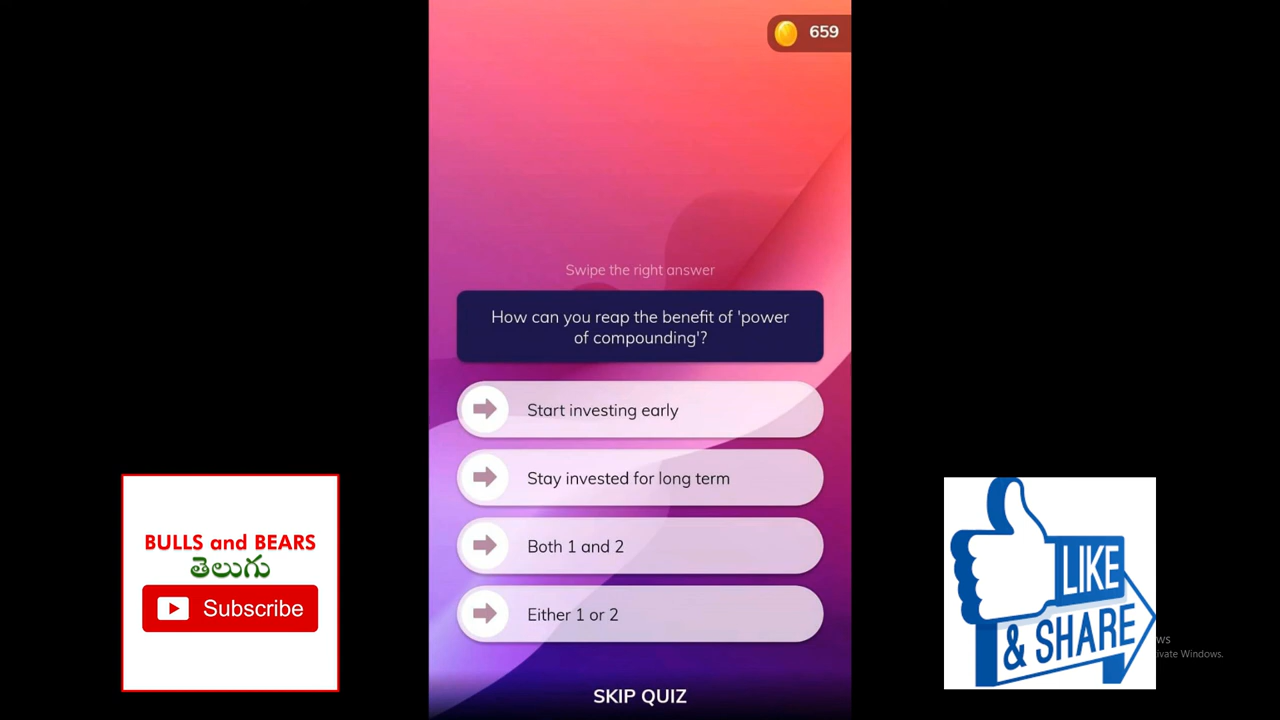 659
Swipe the right answer
How can you reap the benefit of 'power
of compounding'?
Start investing early
Stay invested for long term
Both 1 and 2
Either 1 or 2
SKIP QUIZ
BULLS and BEARS
తెలుగు
Subscribe
LIKE
& SHARE
Windows.